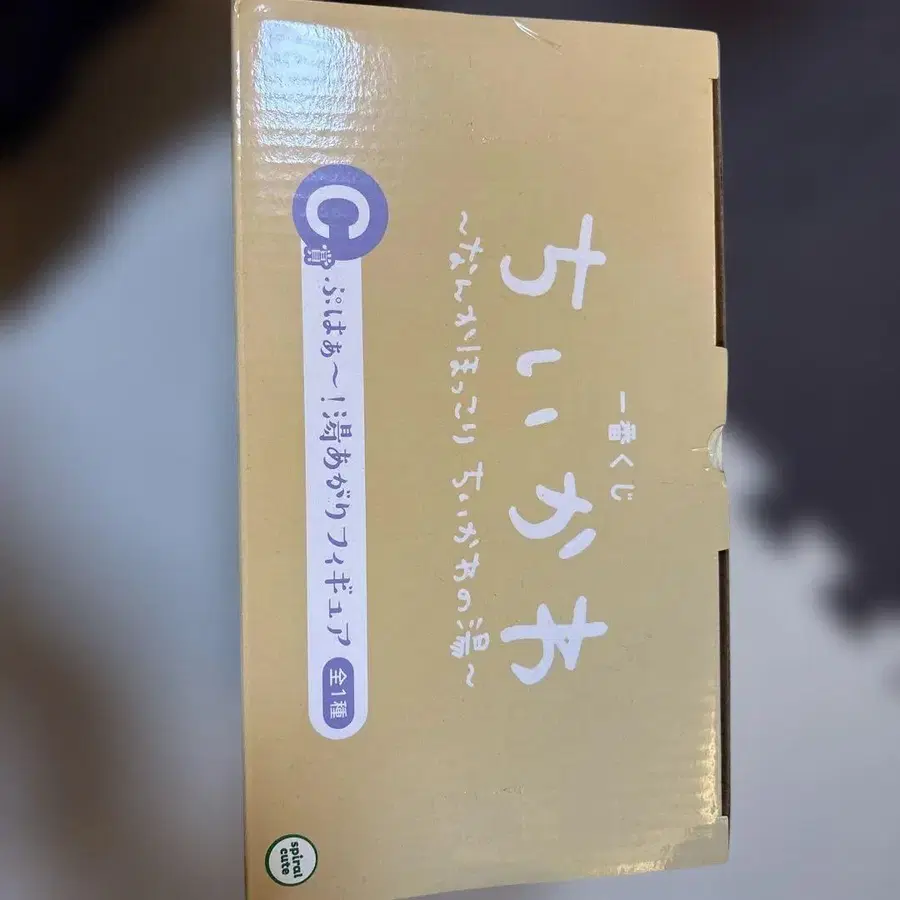 一番くじ
ちいかわ
～なんかほっこり ちいかわの湯～
C賞 ぷはぁ～！湯あがりフィギュア 全1種
spiral
cute